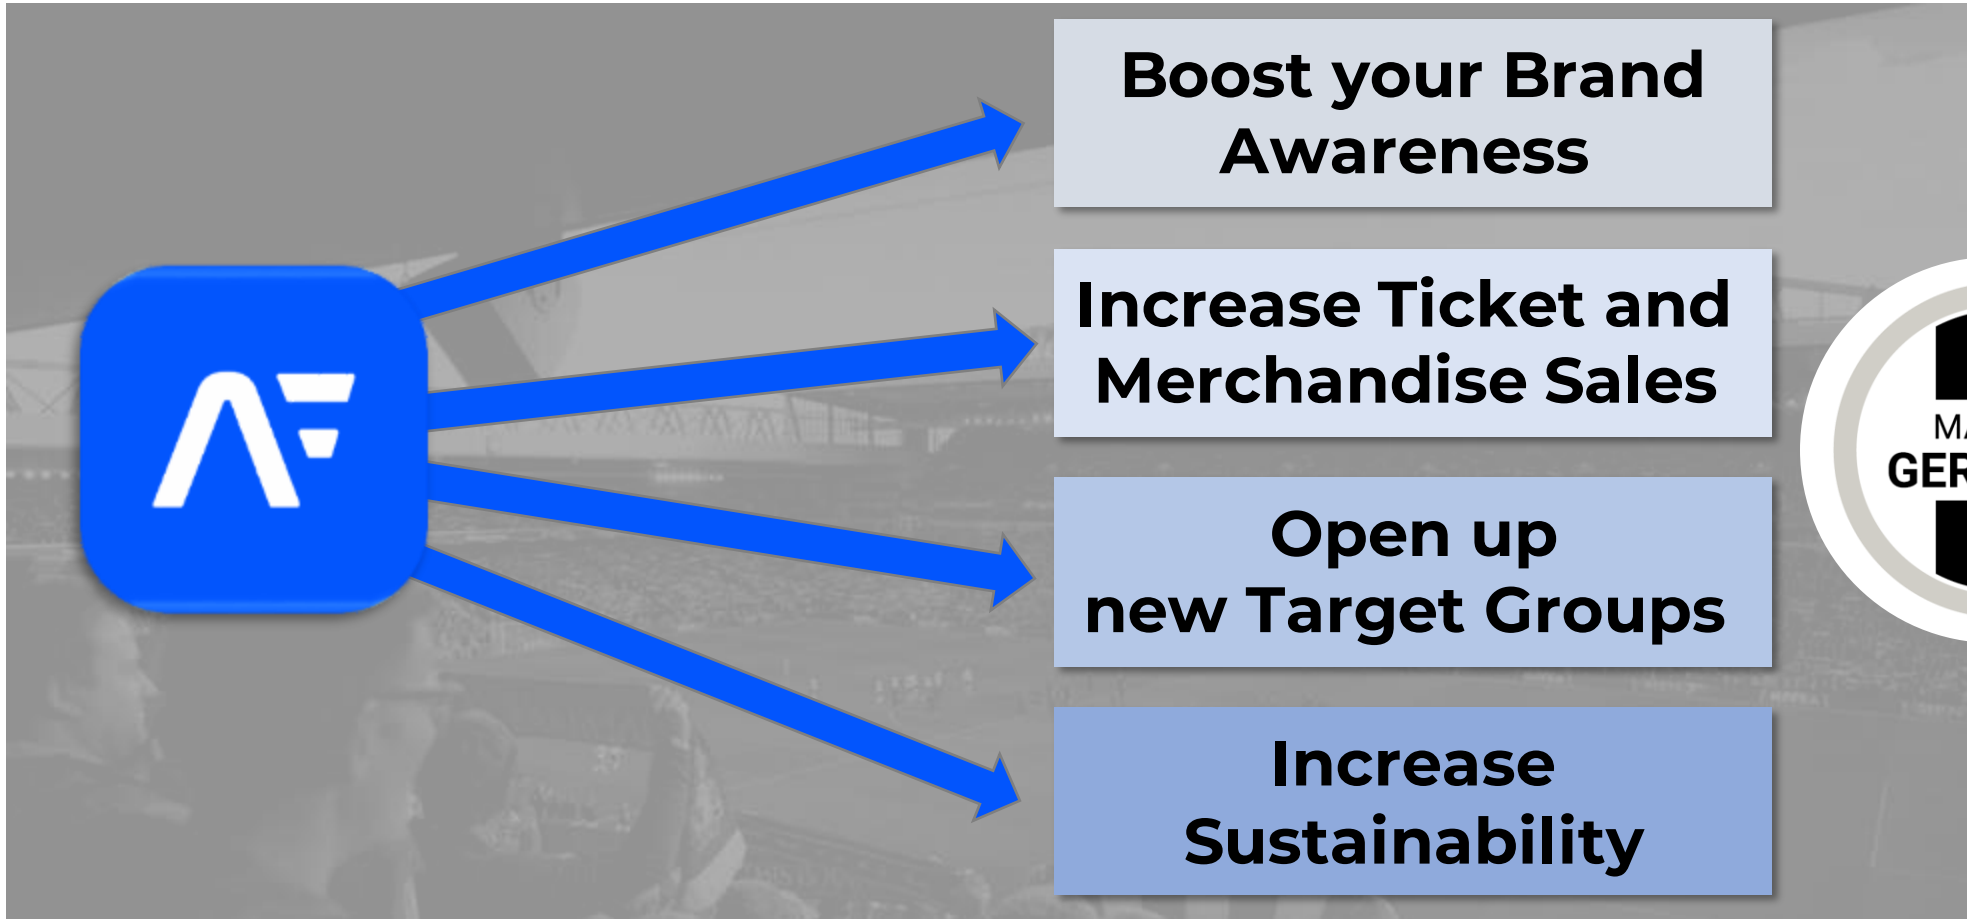 Boost your Brand
Awareness
Increase Ticket and
Merchandise Sales
AF
Open up
new Target Groups
Increase
Sustainability